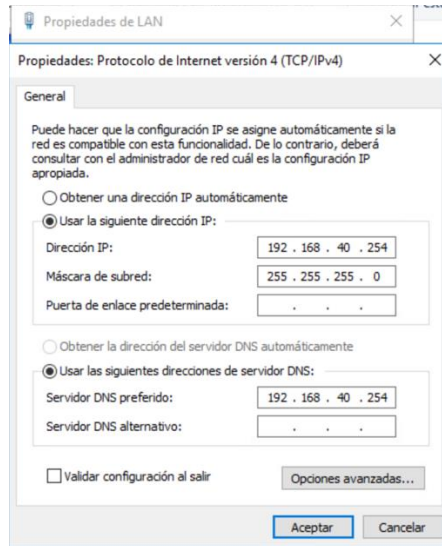 Propiedades de LAN
Propiedades: Protocolo de Internet versión 4 (TCP/IPv4)
General
Puede hacer que la configuración IP se asigne automáticamente si la
red es compatible con esta funcionalidad. De lo contrario, deberá
consultar con el administrador de red cuál es la configuración IP
apropiada.
Obtener una dirección IP automáticamente
Usar la siguiente dirección IP:
Dirección IP: 192 . 168 . 40 . 254
Máscara de subred: 255 . 255 . 255 . 0
Puerta de enlace predeterminada: . . .
Obtener la dirección del servidor DNS automáticamente
Usar las siguientes direcciones de servidor DNS:
Servidor DNS preferido: 192 . 168 . 40 . 254
Servidor DNS alternativo: . . .
Validar configuración al salir
Opciones avanzadas...
Aceptar Cancelar